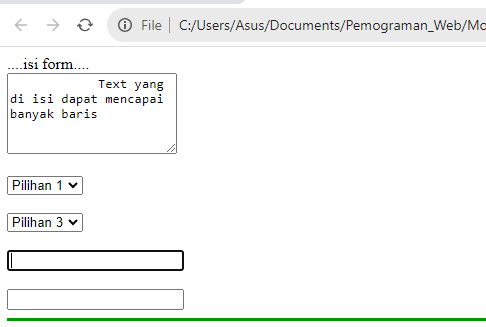 File
C:/Users/Asus/Documents/Pemograman_Web/Mo
....isi form....
Text yang
di isi dapat mencapai
banyak baris
Pilihan 1
Pilihan 3